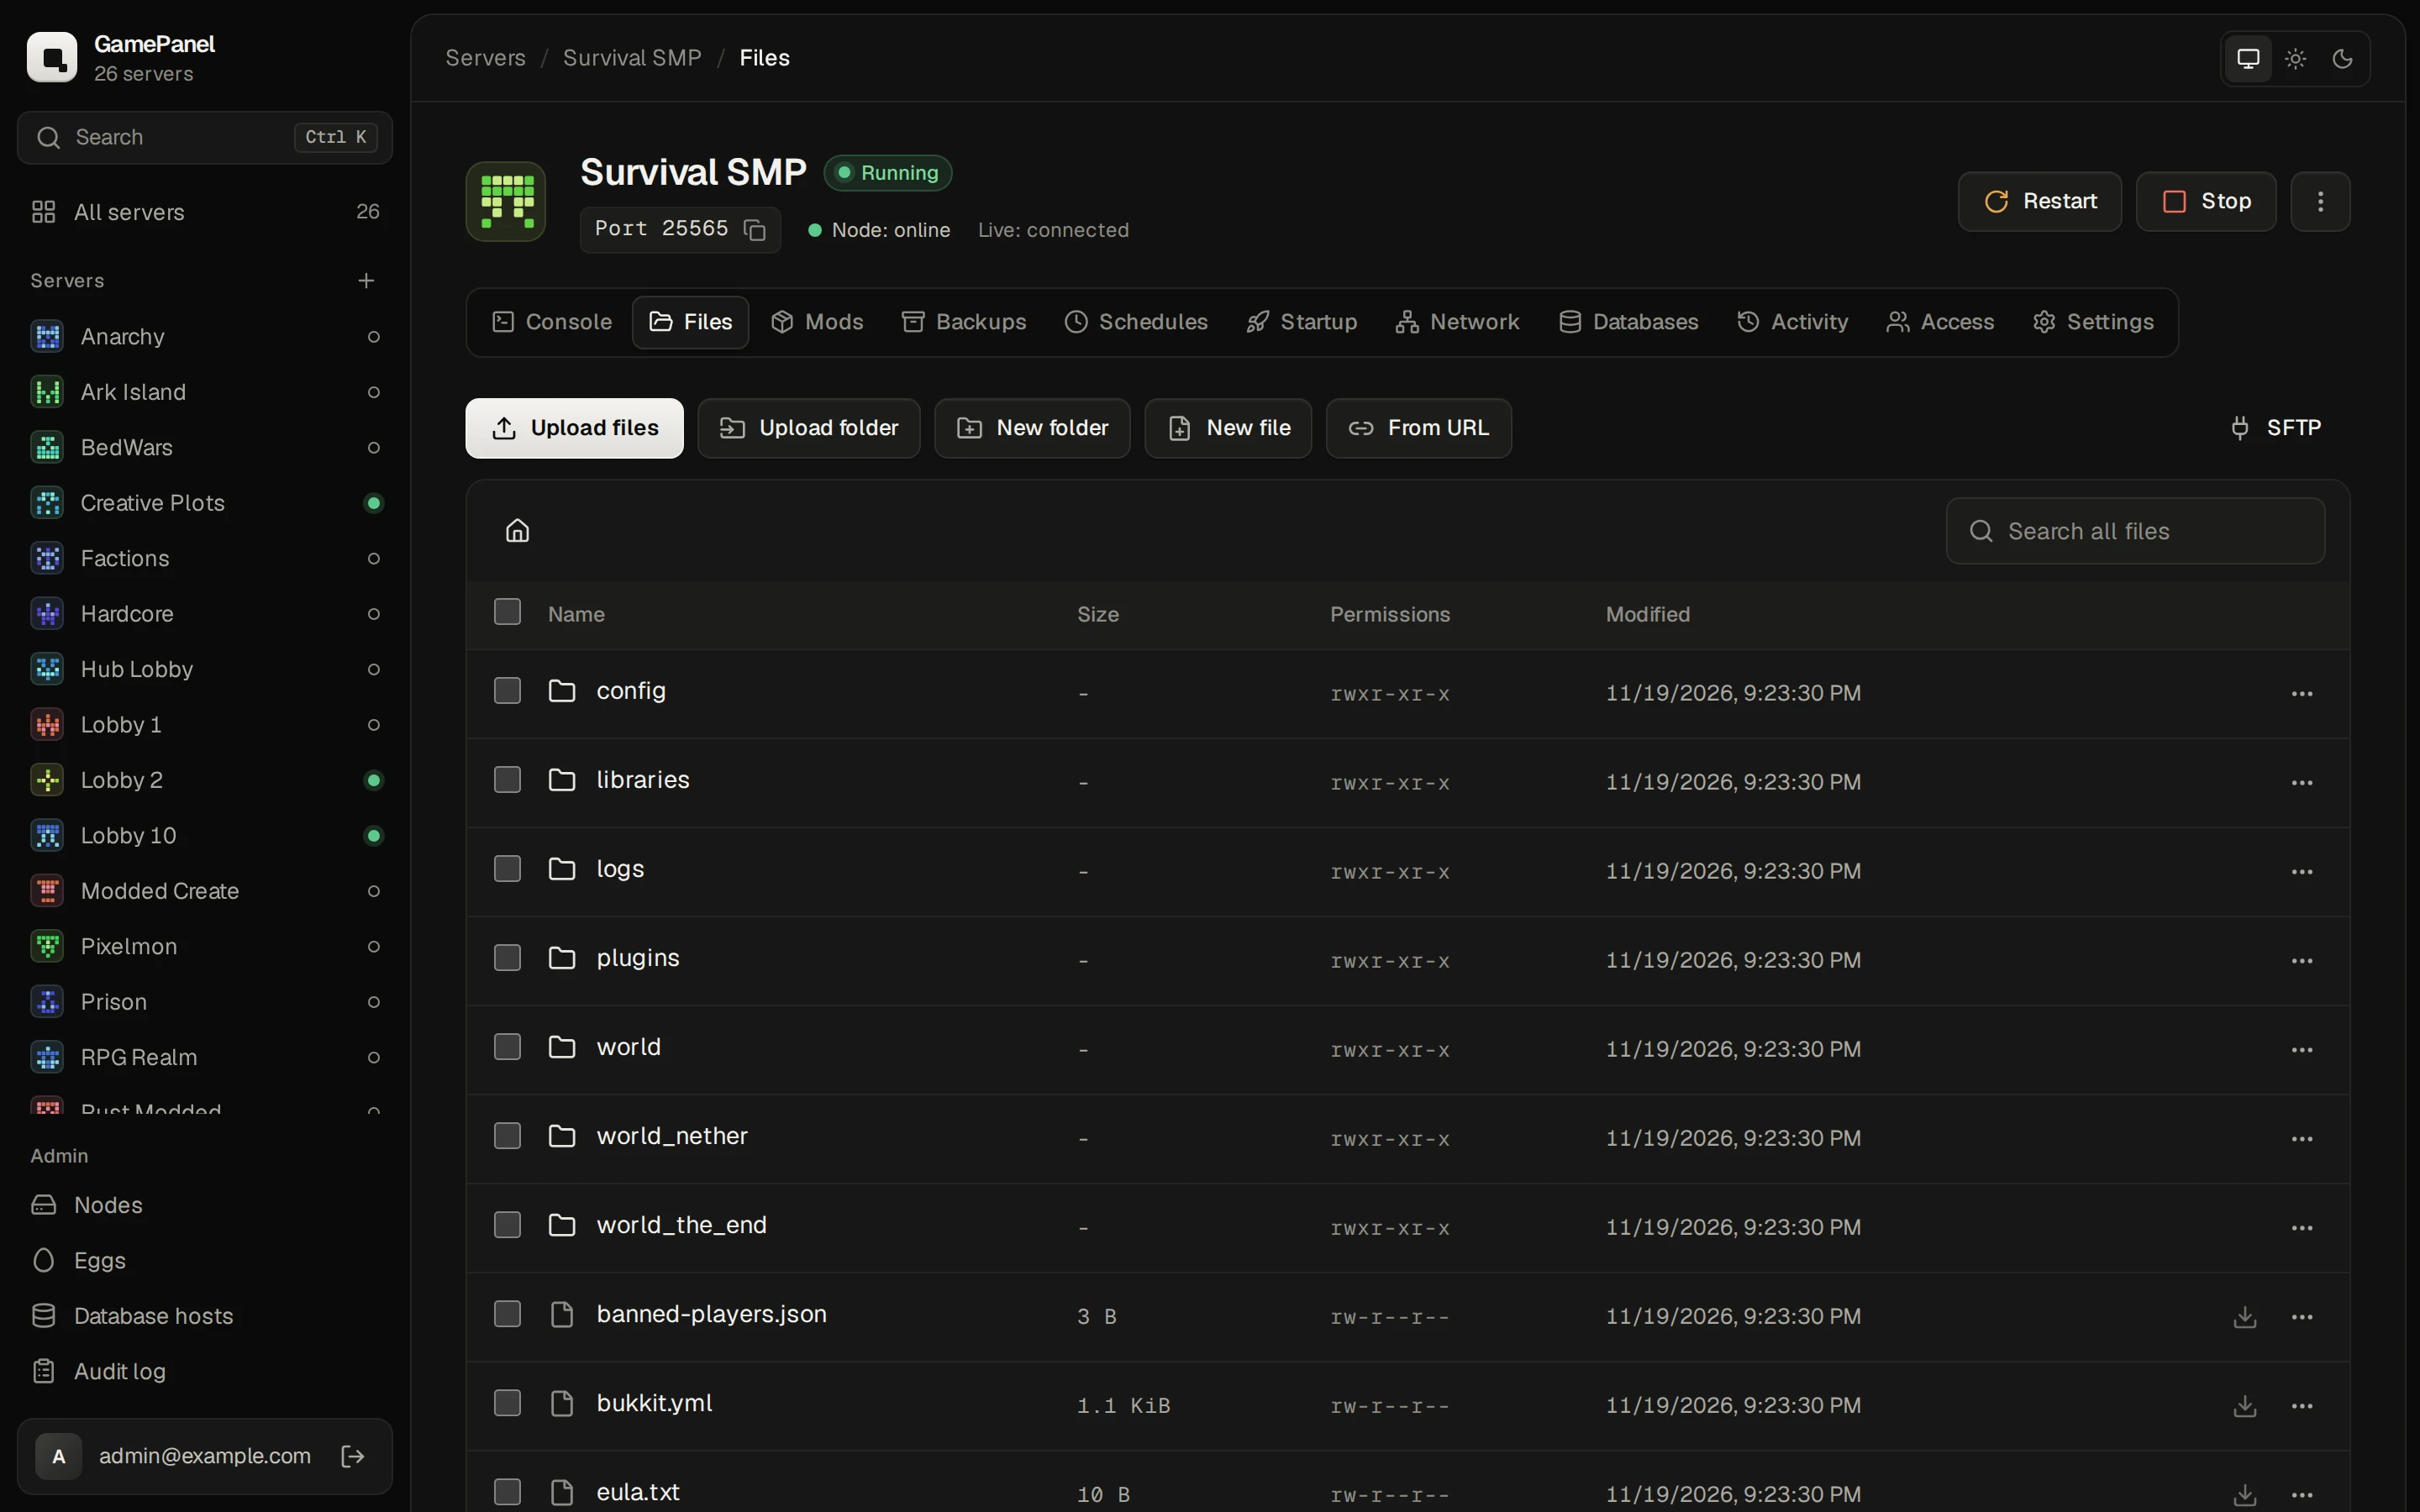 GamePanel
26 servers
Search
Ctrl K
All servers 26
Servers
Anarchy
Ark Island
BedWars
Creative Plots
Factions
Hardcore
Hub Lobby
Lobby 1
Lobby 2
Lobby 10
Modded Create
Pixelmon
Prison
RPG Realm
Rust Modded
Admin
Nodes
Eggs
Database hosts
Audit log
A admin@example.com
Servers / Survival SMP / Files
Survival SMP Running
Port 25565 Node: online Live: connected
Restart Stop
Console Files Mods Backups Schedules Startup Network Databases Activity Access Settings
Upload files Upload folder New folder New file From URL SFTP
Search all files
Name Size Permissions Modified
config - rwxr-xr-x 11/19/2026, 9:23:30 PM
libraries - rwxr-xr-x 11/19/2026, 9:23:30 PM
logs - rwxr-xr-x 11/19/2026, 9:23:30 PM
plugins - rwxr-xr-x 11/19/2026, 9:23:30 PM
world - rwxr-xr-x 11/19/2026, 9:23:30 PM
world_nether - rwxr-xr-x 11/19/2026, 9:23:30 PM
world_the_end - rwxr-xr-x 11/19/2026, 9:23:30 PM
banned-players.json 3 B rw-r--r-- 11/19/2026, 9:23:30 PM
bukkit.yml 1.1 KiB rw-r--r-- 11/19/2026, 9:23:30 PM
eula.txt 10 B rw-r--r-- 11/19/2026, 9:23:30 PM